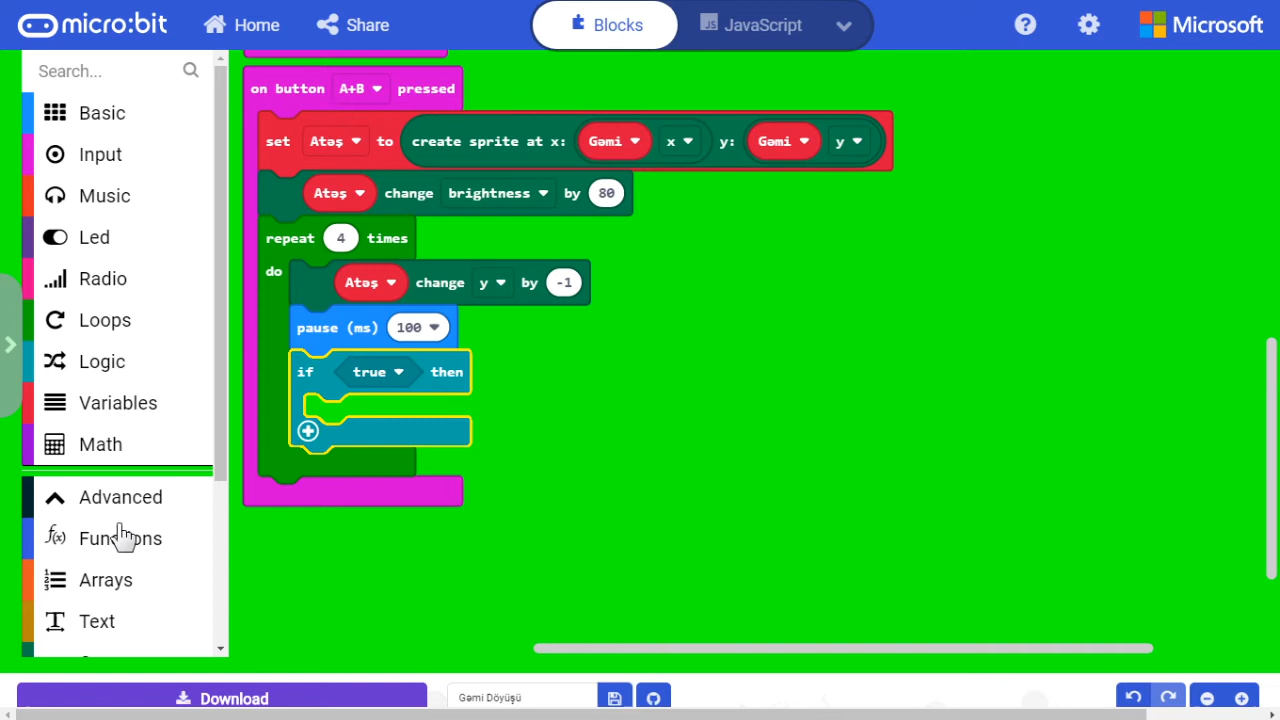 micro:bit Home Share Blocks JavaScript Microsoft
Search...
Basic
Input
Music
Led
Radio
Loops
Logic
Variables
Math
Advanced
Functions
Arrays
Text
on button A+B pressed
set Atəş to create sprite at x: Gəmi x y: Gəmi y
Atəş change brightness by 80
repeat 4 times
do
Atəş change y by -1
pause (ms) 100
if true then
Download
Gəmi Döyüşü